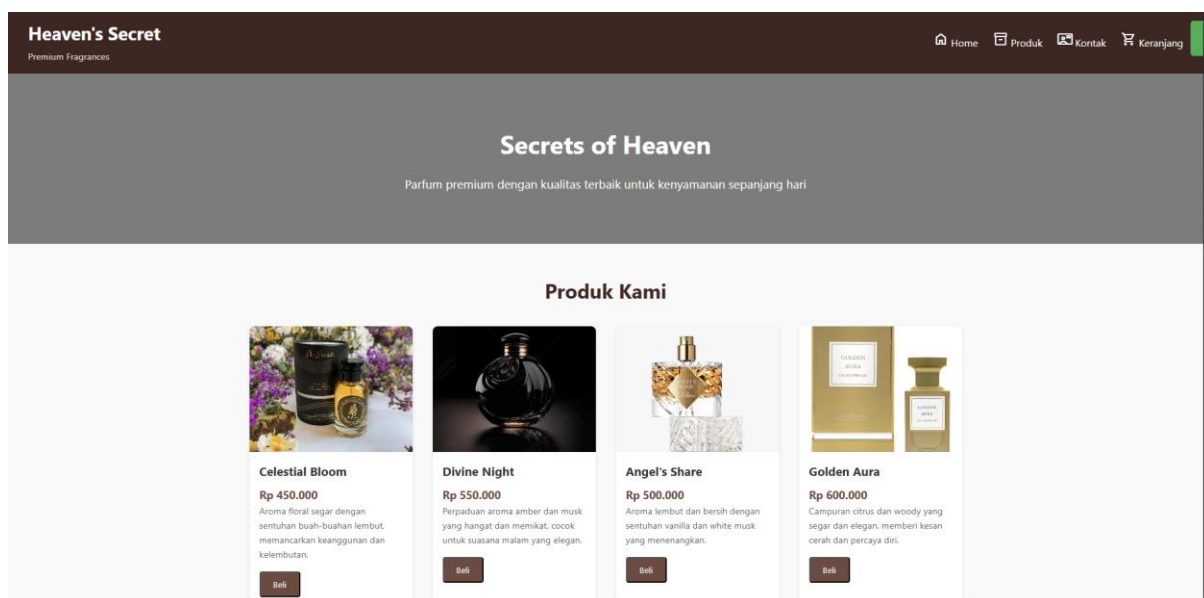 Heaven's Secret
Premium Fragrances
Home Produk Kontak Keranjang
Secrets of Heaven
Parfum premium dengan kualitas terbaik untuk kenyamanan sepanjang hari
Produk Kami
GOLDEN
AURA
GOLDEN
AURA
Celestial Bloom
Rp 450.000
Aroma floral segar dengan
sentuhan buah-buahan lembut.
memancarkan keanggunan dan
kelembutan.
Beli
Divine Night
Rp 550.000
Perpaduan aroma amber dan musk
yang hangat dan memikat. cocok
untuk suasana malam yang elegan.
Beli
Angel's Share
Rp 500.000
Aroma lembut dan bersih dengan
sentuhan vanilla dan white musk
yang menenangkan.
Beli
Golden Aura
Rp 600.000
Campuran citrus dan woody yang
segar dan elegan, memberi kesan
cerah dan percaya diri.
Beli